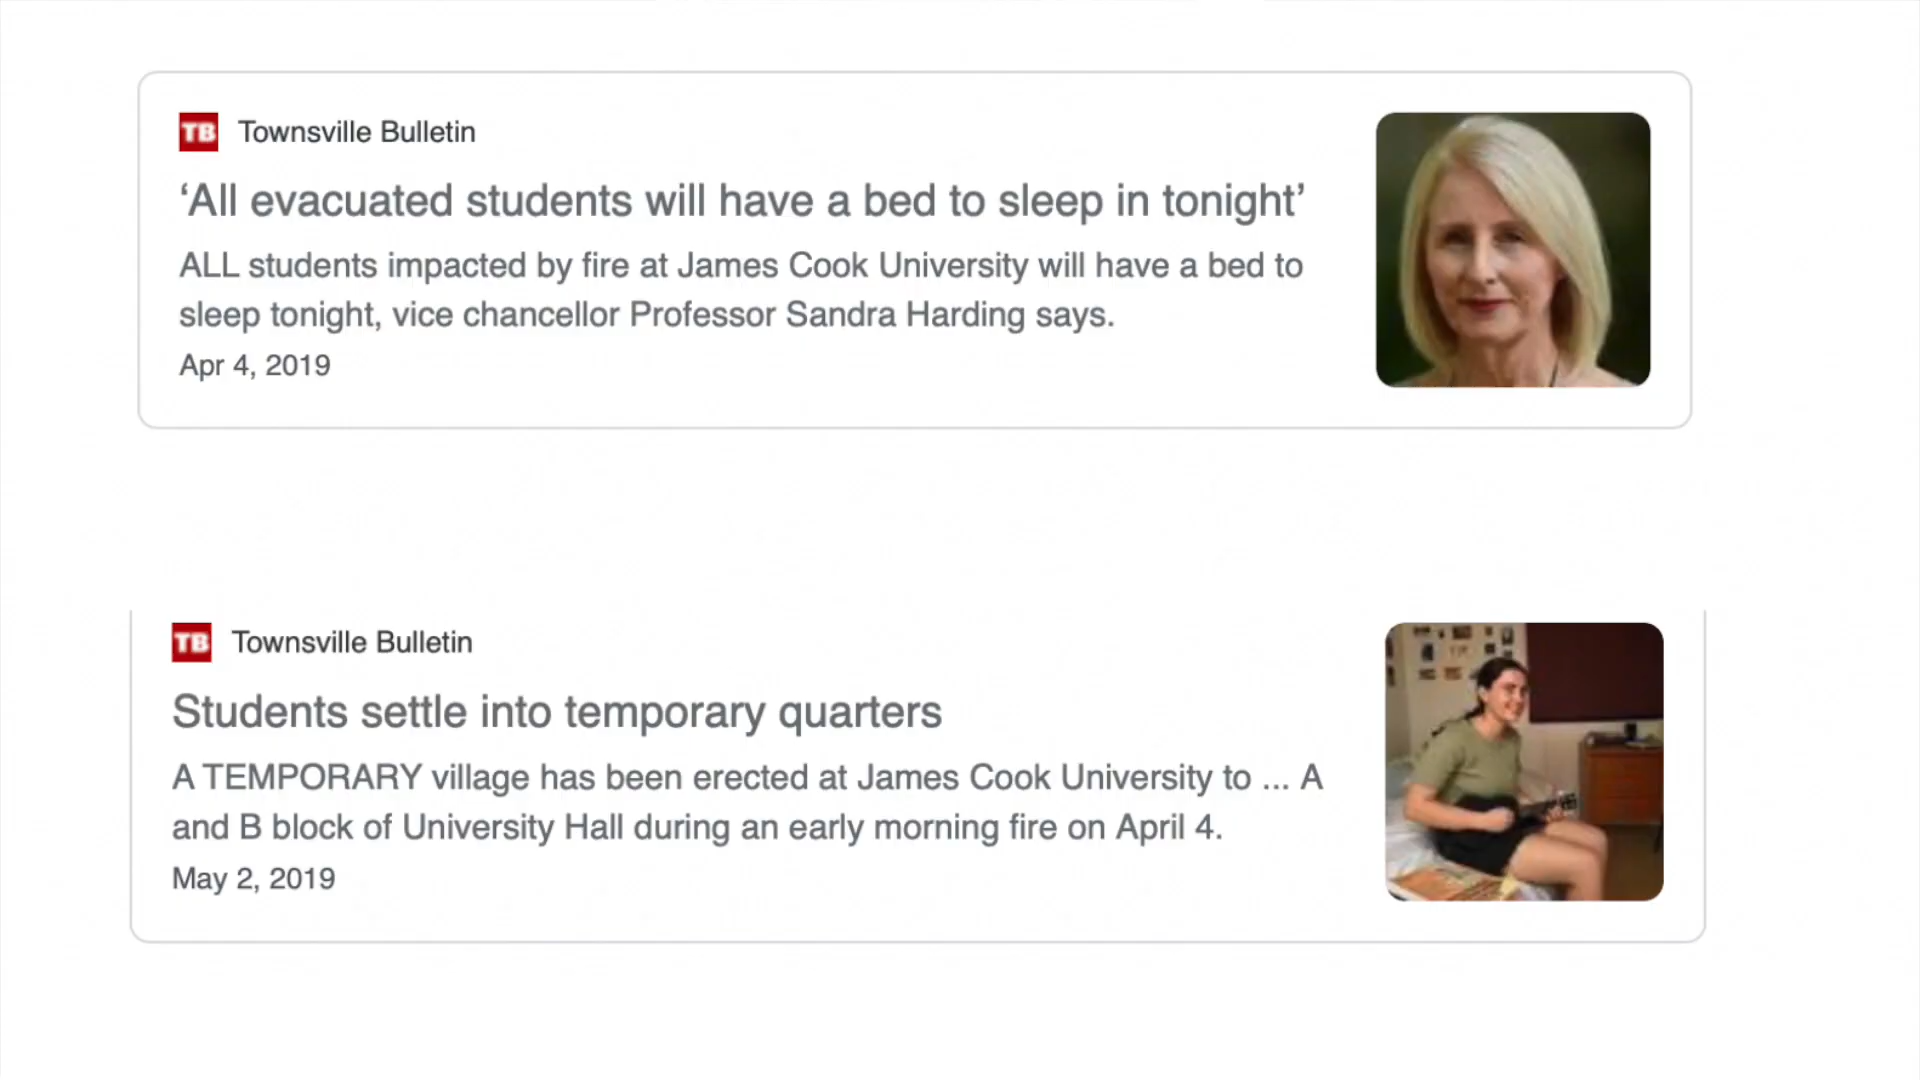 TB Townsville Bulletin
‘All evacuated students will have a bed to sleep in tonight’
ALL students impacted by fire at James Cook University will have a bed to
sleep tonight, vice chancellor Professor Sandra Harding says.
Apr 4, 2019
TB Townsville Bulletin
Students settle into temporary quarters
A TEMPORARY village has been erected at James Cook University to ... A
and B block of University Hall during an early morning fire on April 4.
May 2, 2019